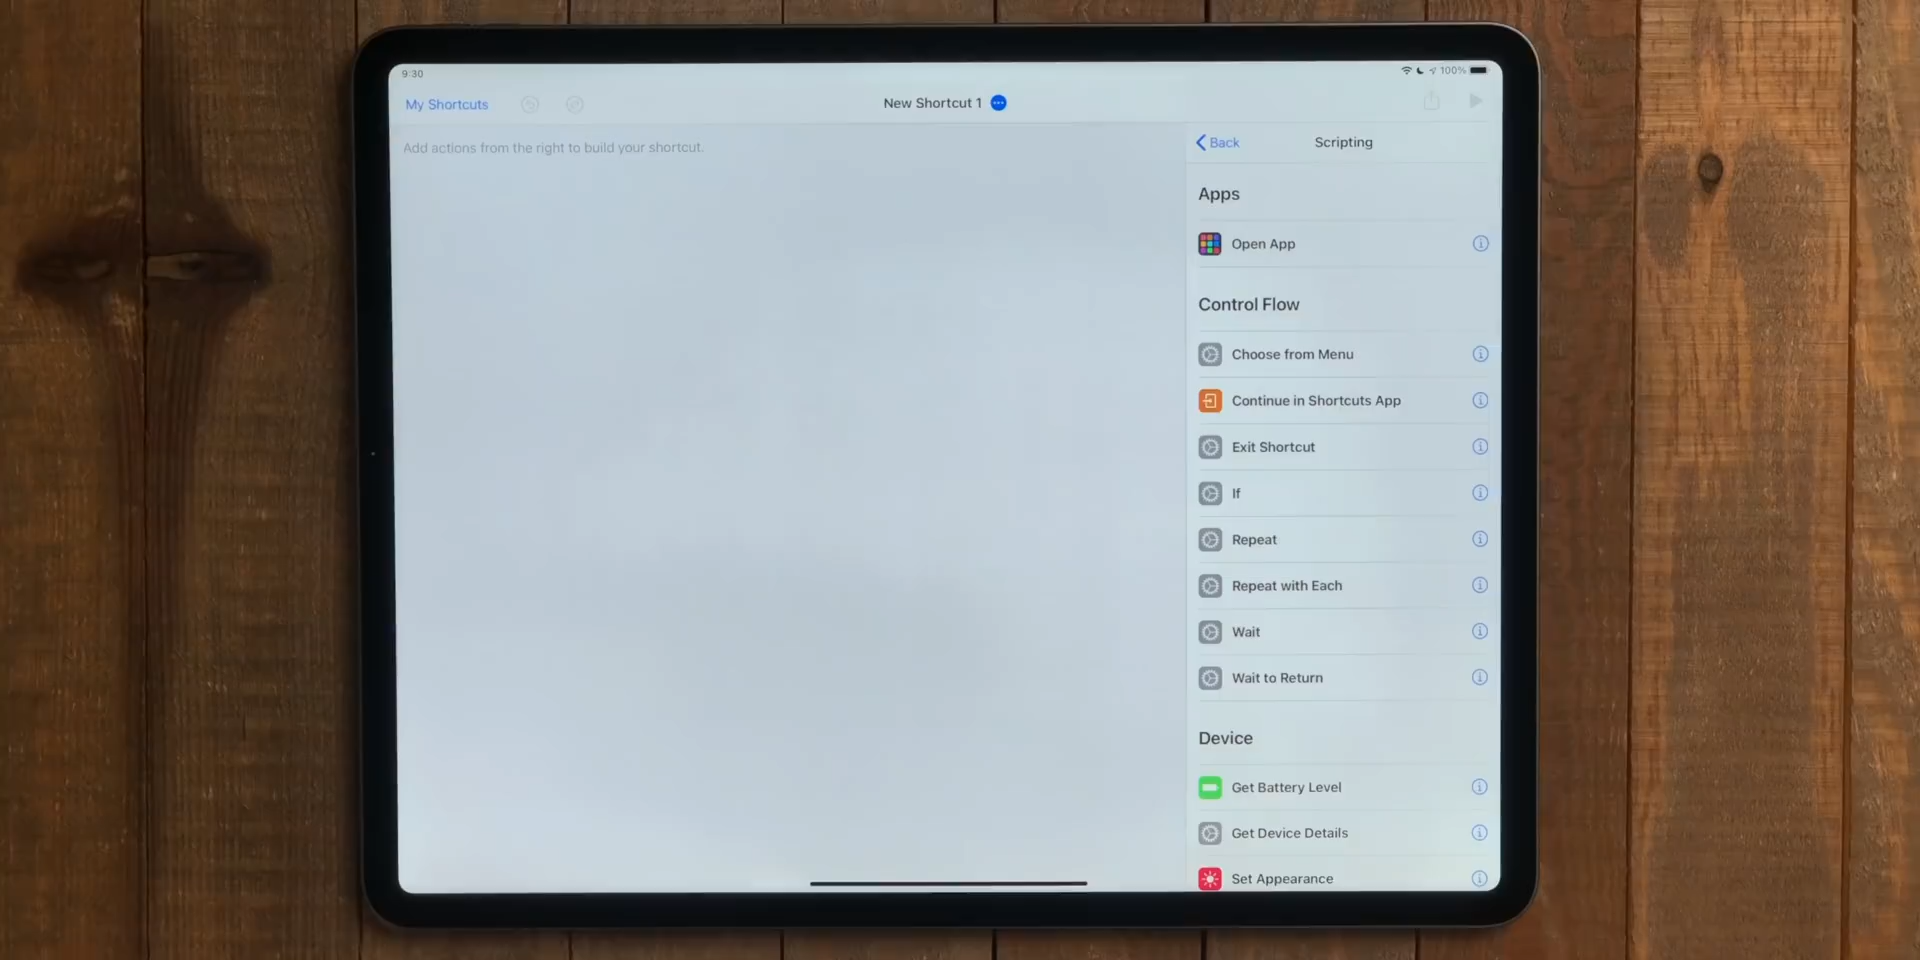 9:30
100%
My Shortcuts
New Shortcut 1
Add actions from the right to build your shortcut.
Back
Scripting
Apps
Open App
Control Flow
Choose from Menu
Continue in Shortcuts App
Exit Shortcut
If
Repeat
Repeat with Each
Wait
Wait to Return
Device
Get Battery Level
Get Device Details
Set Appearance